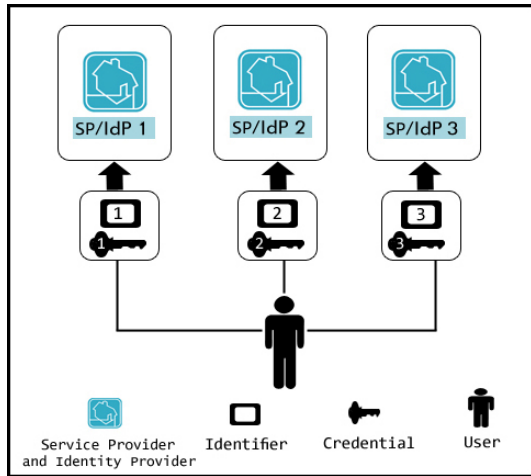 SP/IdP 1 SP/IdP 2 SP/IdP 3
1 2 3
1 2 3
Service Provider
and Identity Provider
Identifier
Credential
User